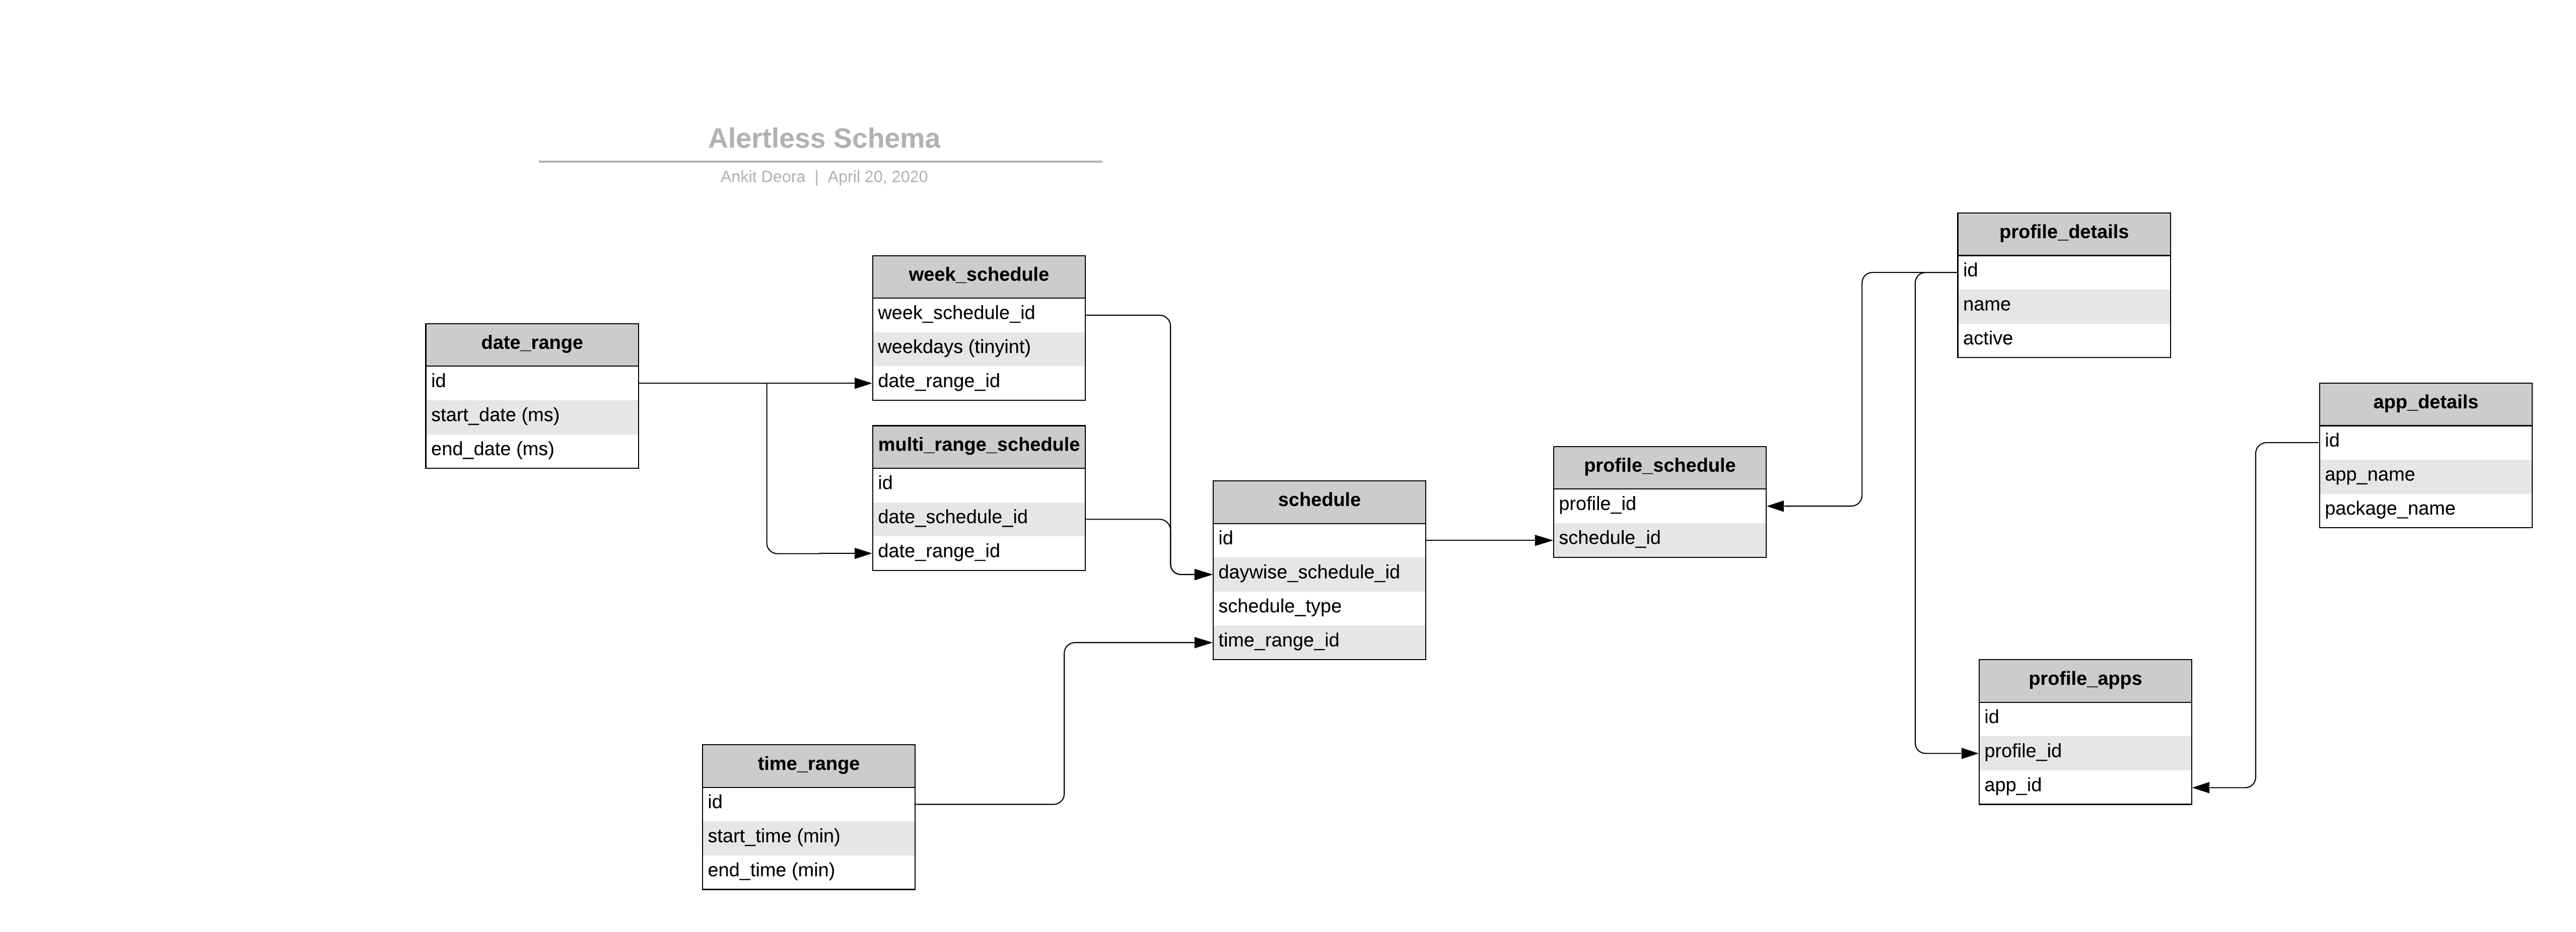 Alertless Schema
Ankit Deora | April 20, 2020
date_range
id
start_date (ms)
end_date (ms)
week_schedule
week_schedule_id
weekdays (tinyint)
date_range_id
multi_range_schedule
id
date_schedule_id
date_range_id
time_range
id
start_time (min)
end_time (min)
schedule
id
daywise_schedule_id
schedule_type
time_range_id
profile_schedule
profile_id
schedule_id
profile_details
id
name
active
profile_apps
id
profile_id
app_id
app_details
id
app_name
package_name